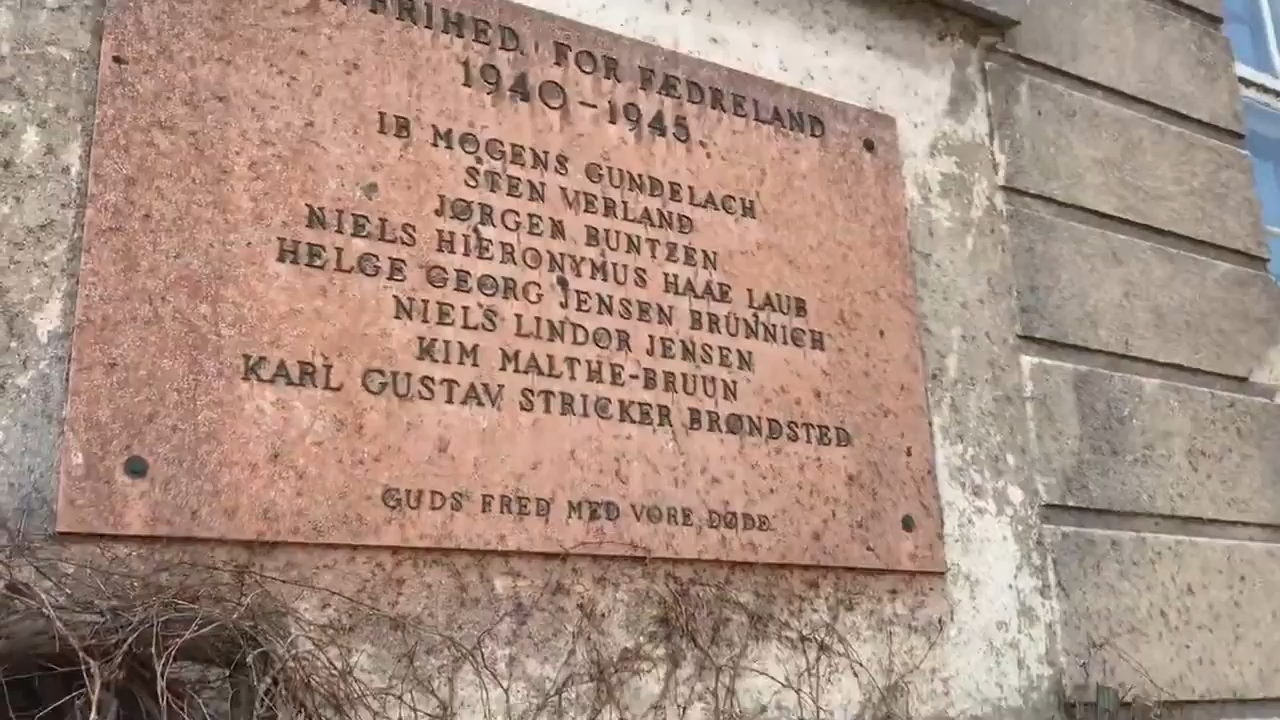 FRIHED. FOR FÆDRELAND
1940-1945.
IB MOGENS GUNDELACH
STEN VERLAND
JØRGEN BUNTZEN
NIELS HIERONYMUS HAAE LAUB
HELGE GEORG JENSEN BRÜNNICH
NIELS LINDOR JENSEN
KIM MALTHE-BRUUN
KARL GUSTAV STRICKER BRØNDSTED
GUDS FRED MED VORE DØDE